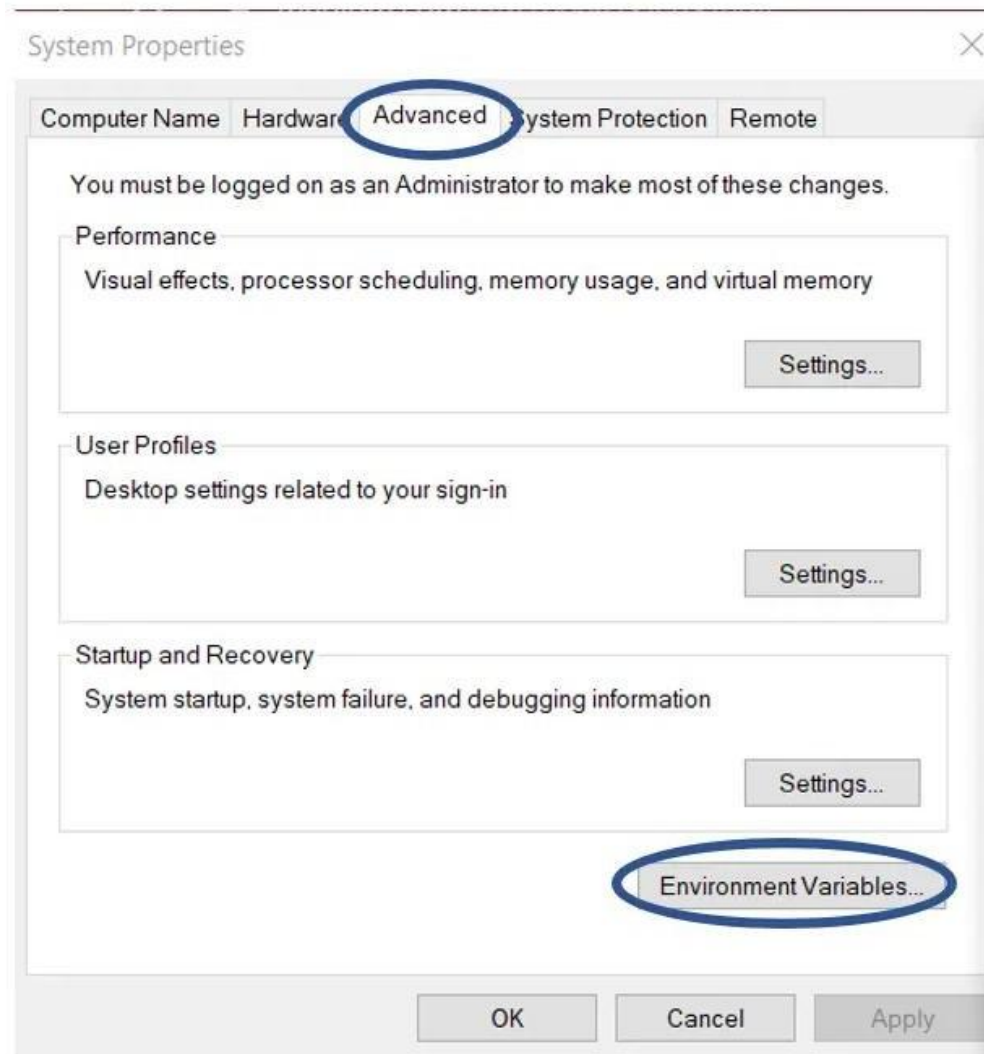 System Properties
Computer Name Hardware Advanced System Protection Remote
You must be logged on as an Administrator to make most of these changes.
Performance
Visual effects, processor scheduling, memory usage, and virtual memory
Settings...
User Profiles
Desktop settings related to your sign-in
Settings...
Startup and Recovery
System startup, system failure, and debugging information
Settings...
Environment Variables...
OK Cancel Apply